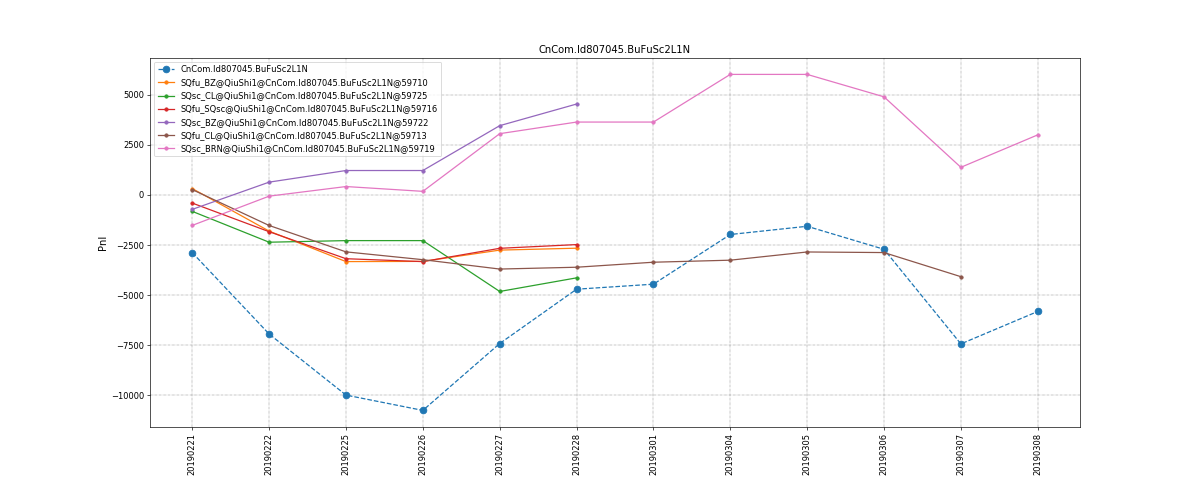 CnCom.Id807045.BuFuSc2L1N
CnCom.Id807045.BuFuSc2L1N
SQfu_BZ@QiuShi1@CnCom.Id807045.BuFuSc2L1N@59710
SQsc_CL@QiuShi1@CnCom.Id807045.BuFuSc2L1N@59725
SQfu_SQsc@QiuShi1@CnCom.Id807045.BuFuSc2L1N@59716
SQsc_BZ@QiuShi1@CnCom.Id807045.BuFuSc2L1N@59722
SQfu_CL@QiuShi1@CnCom.Id807045.BuFuSc2L1N@59713
SQsc_BRN@QiuShi1@CnCom.Id807045.BuFuSc2L1N@59719
5000
2500
0
−2500
−5000
−7500
−10000
Pnl
20190221
20190222
20190225
20190226
20190227
20190228
20190301
20190304
20190305
20190306
20190307
20190308